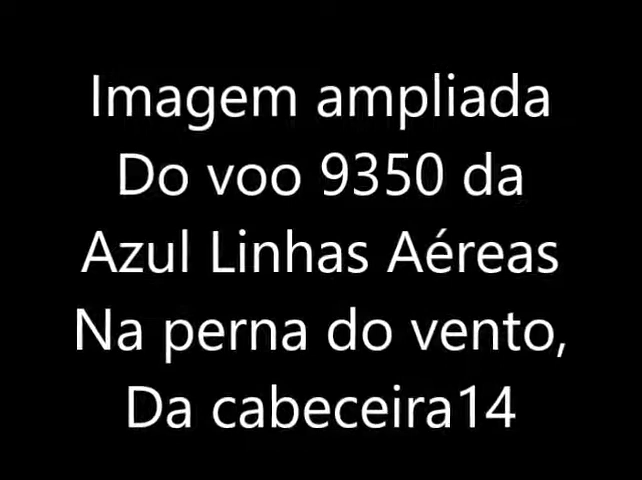 Imagem ampliada
Do voo 9350 da
Azul Linhas Aéreas
Na perna do vento,
Da cabeceira14